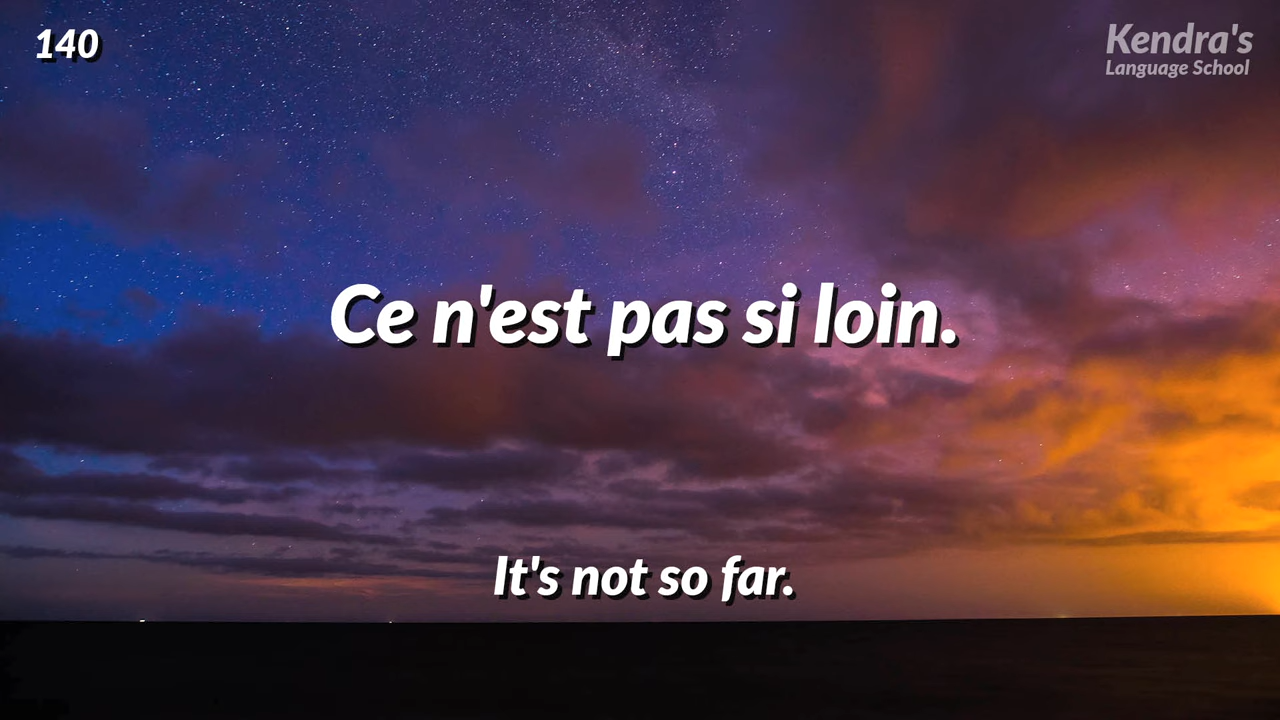 140
Kendra's
Language School
Ce n'est pas si loin.
It's not so far.